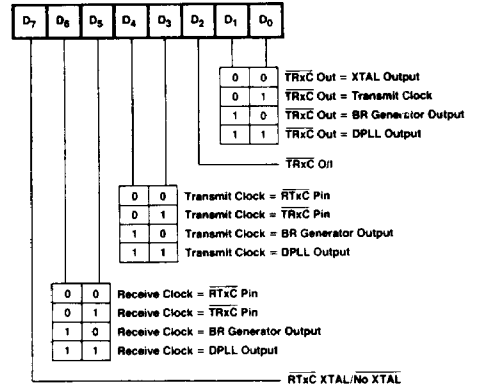 D7 D6 D5 D4 D3 D2 D1 D0
0 0 TRxC Out = XTAL Output
0 1 TRxC Out = Transmit Clock
1 0 TRxC Out = BR Generator Output
1 1 TRxC Out = DPLL Output
TRxC O/I
0 0 Transmit Clock = RTxC Pin
0 1 Transmit Clock = TRxC Pin
1 0 Transmit Clock = BR Generator Output
1 1 Transmit Clock = DPLL Output
0 0 Receive Clock = RTxC Pin
0 1 Receive Clock = TRxC Pin
1 0 Receive Clock = BR Generator Output
1 1 Receive Clock = DPLL Output
RTxC XTAL/No XTAL